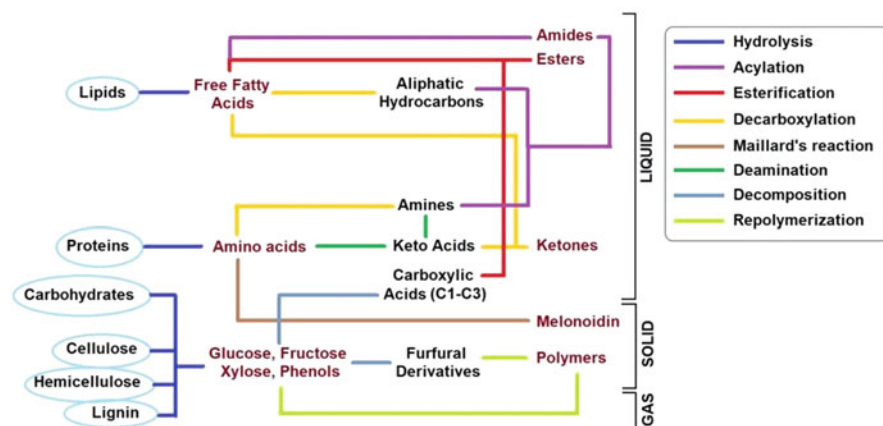 Amides
Esters
Lipids
Free Fatty
Acids
Aliphatic
Hydrocarbons
LIQUID
Amines
Proteins
Amino acids
Keto Acids
Ketones
Carboxylic
Acids (C1-C3)
Carbohydrates
Melonoidin
SOLID
Cellulose
Glucose, Fructose
Xylose, Phenols
Furfural
Derivatives
Polymers
Hemicellulose
Lignin
GAS
Hydrolysis
Acylation
Esterification
Decarboxylation
Maillard's reaction
Deamination
Decomposition
Repolymerization